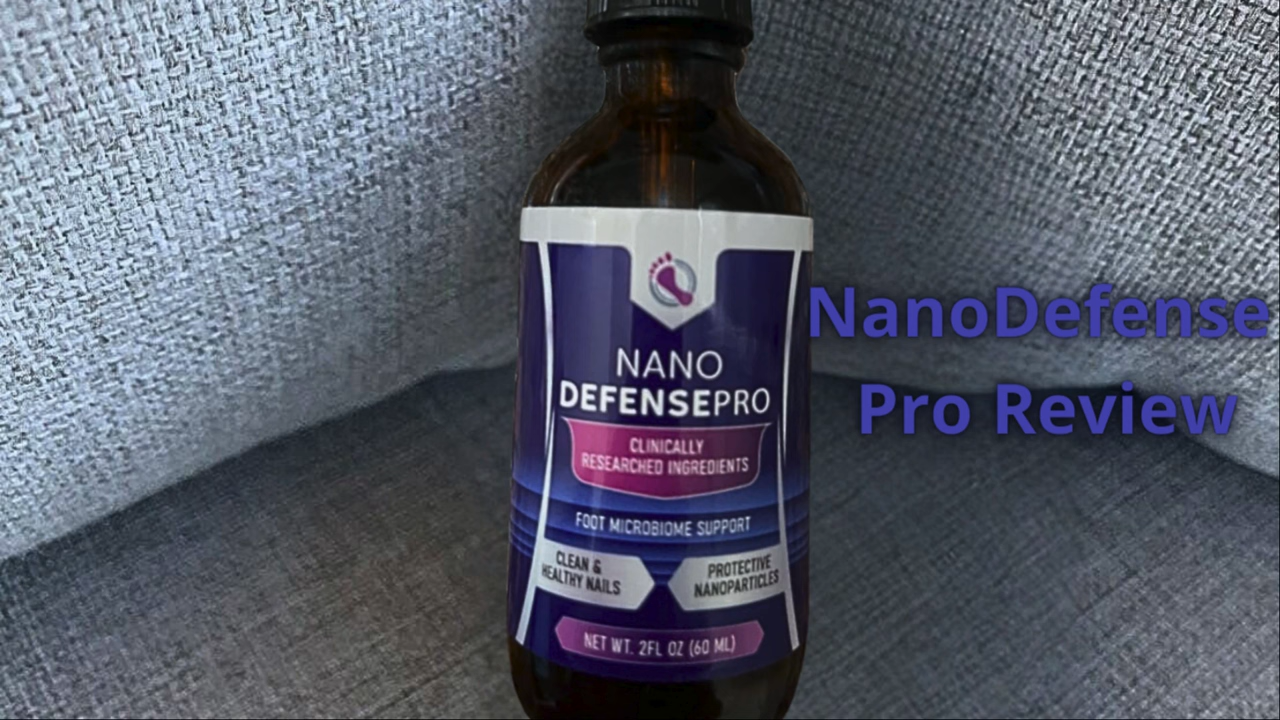 NANO
DEFENSEPRO
CLINICALLY
RESEARCHED INGREDIENTS
FOOT MICROBIOME SUPPORT
CLEAN &
HEALTHY NAILS
PROTECTIVE
NANOPARTICLES
NET WT. 2FL OZ (60 ML)
NanoDefense
Pro Review